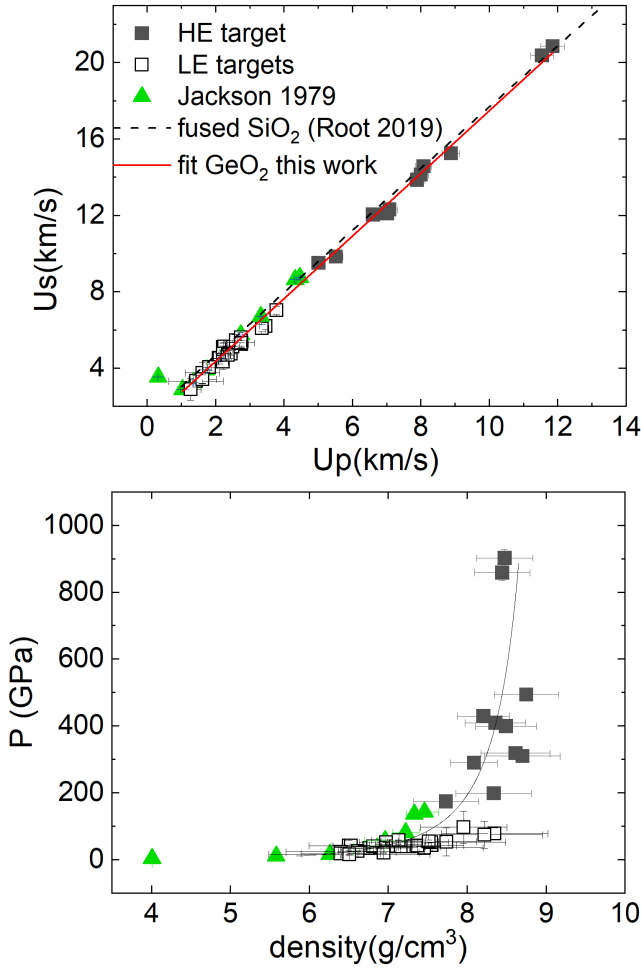 HE target
LE targets
Jackson 1979
fused SiO₂ (Root 2019)
fit GeO₂ this work
20
16
12
8
4
Us(km/s)
0 2 4 6 8 10 12 14
Up(km/s)
1000
800
600
400
200
0
P (GPa)
4 5 6 7 8 9 10
density(g/cm³)